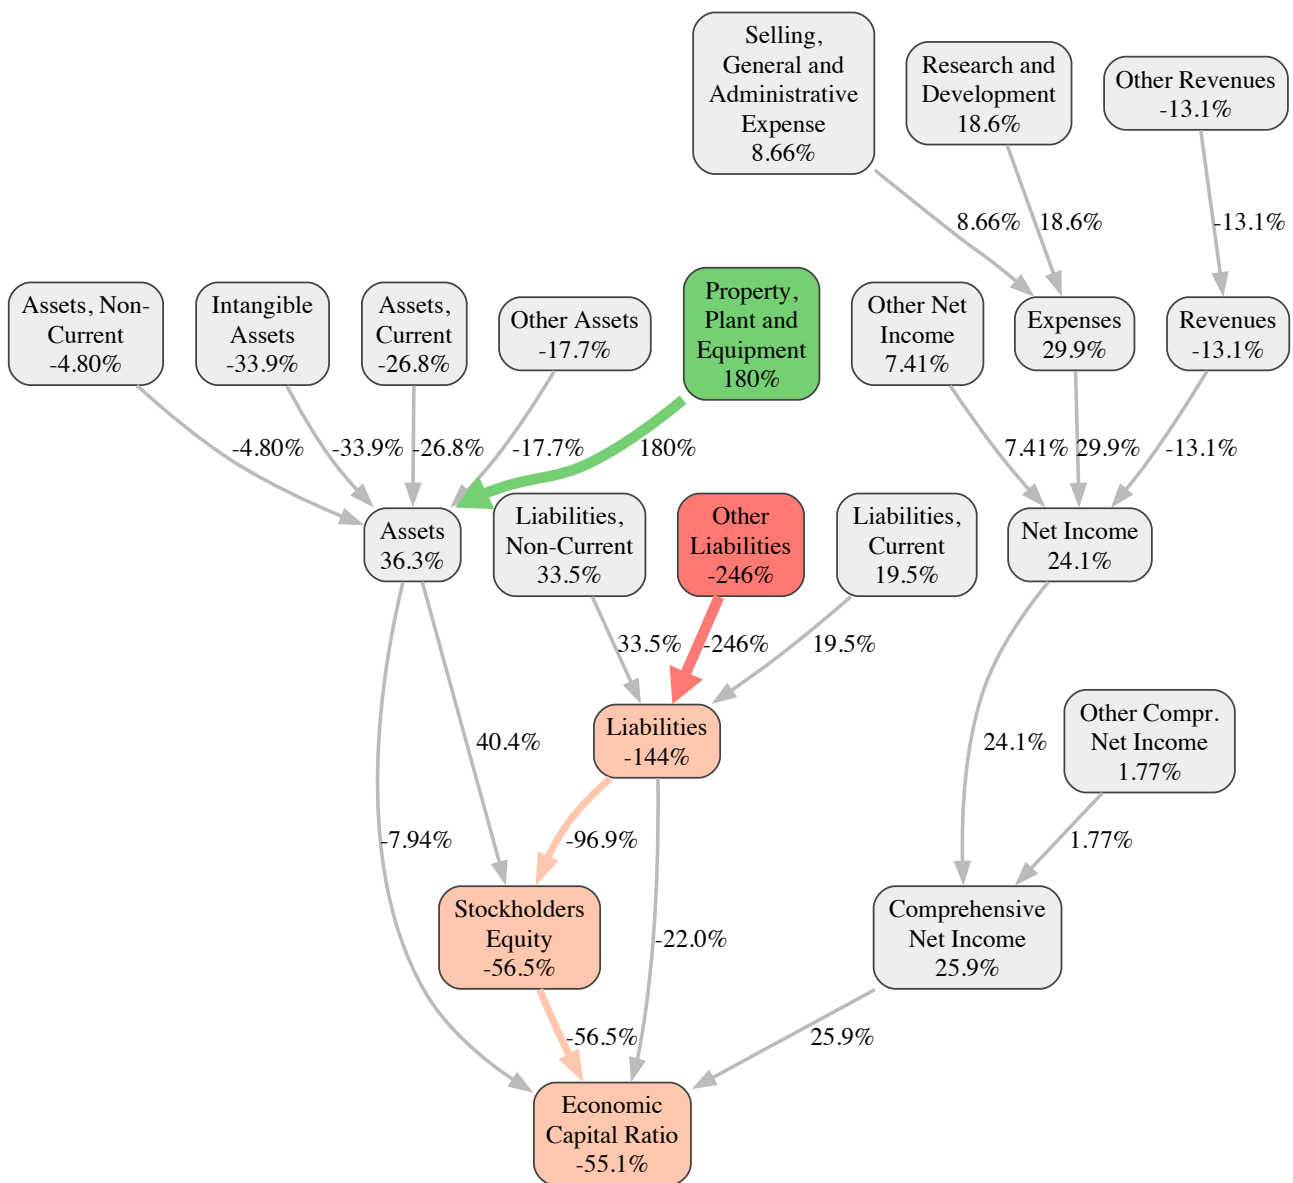 Selling,
General and
Administrative
Expense
8.66%
Research and
Development
18.6%
Other Revenues
-13.1%
8.66%
18.6%
-13.1%
Assets, Non-
Current
-4.80%
Intangible
Assets
-33.9%
Assets,
Current
-26.8%
Other Assets
-17.7%
Property,
Plant and
Equipment
180%
Other Net
Income
7.41%
Expenses
29.9%
Revenues
-13.1%
-4.80%
-33.9%
-26.8%
-17.7%
180%
7.41%
29.9%
-13.1%
Assets
36.3%
Liabilities,
Non-Current
33.5%
Other
Liabilities
-246%
Liabilities,
Current
19.5%
Net Income
24.1%
33.5%
-246%
19.5%
Liabilities
-144%
Other Compr.
Net Income
1.77%
40.4%
24.1%
-7.94%
-96.9%
1.77%
Stockholders
Equity
-56.5%
-22.0%
Comprehensive
Net Income
25.9%
-56.5%
25.9%
Economic
Capital Ratio
-55.1%